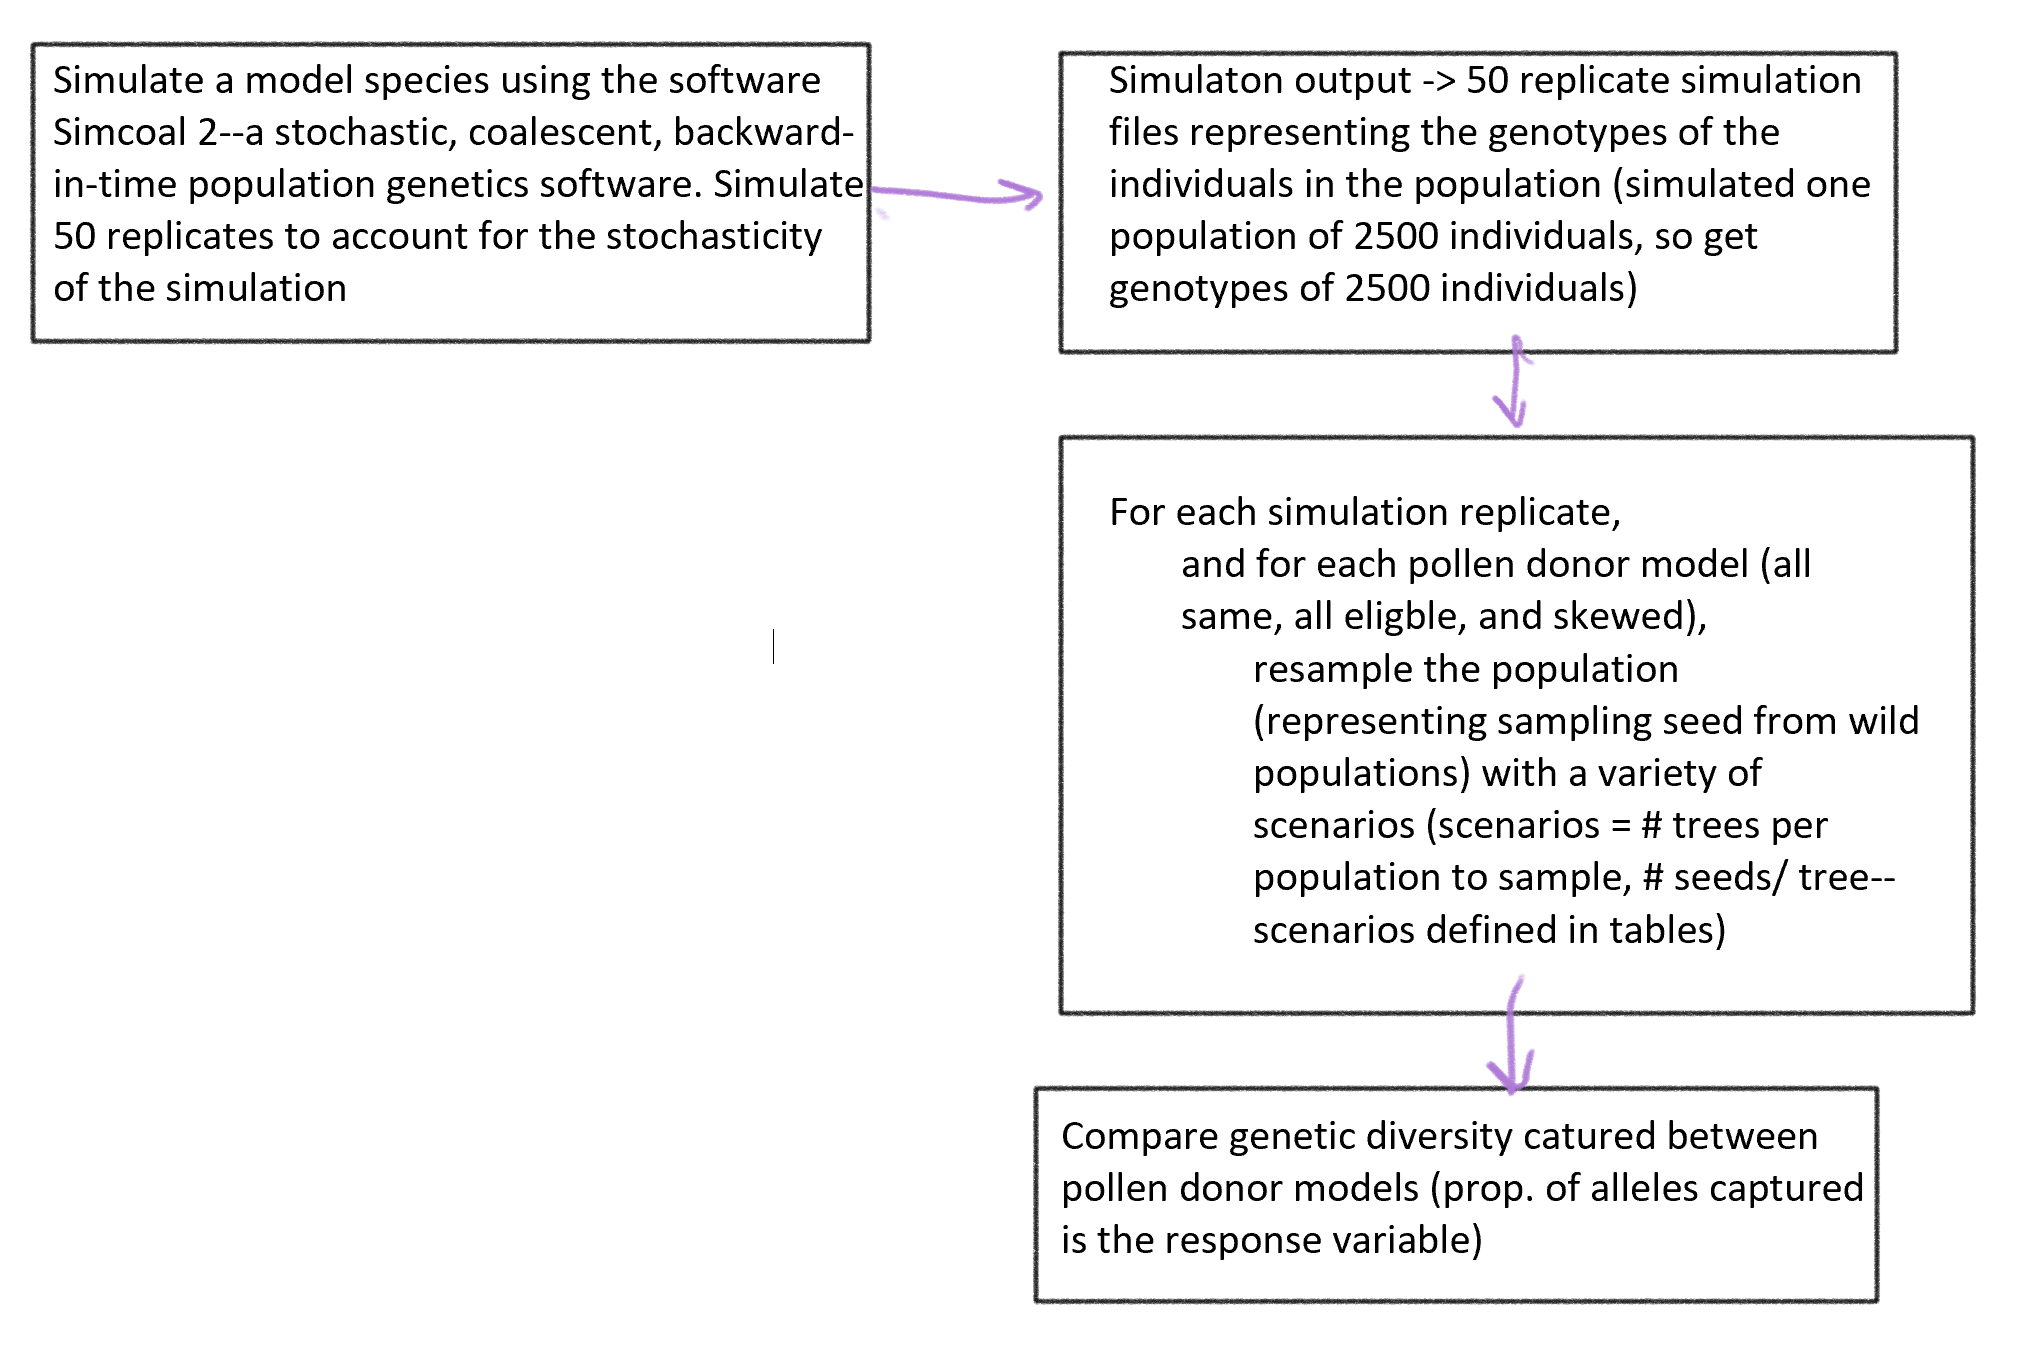 Simulate a model species using the software
Simcoal 2--a stochastic, coalescent, backward-
in-time population genetics software. Simulate
50 replicates to account for the stochasticity
of the simulation
Simulaton output -> 50 replicate simulation
files representing the genotypes of the
individuals in the population (simulated one
population of 2500 individuals, so get
genotypes of 2500 individuals)
For each simulation replicate,
and for each pollen donor model (all
same, all eligble, and skewed),
resample the population
(representing sampling seed from wild
populations) with a variety of
scenarios (scenarios = # trees per
population to sample, # seeds/ tree--
scenarios defined in tables)
Compare genetic diversity catured between
pollen donor models (prop. of alleles captured
is the response variable)